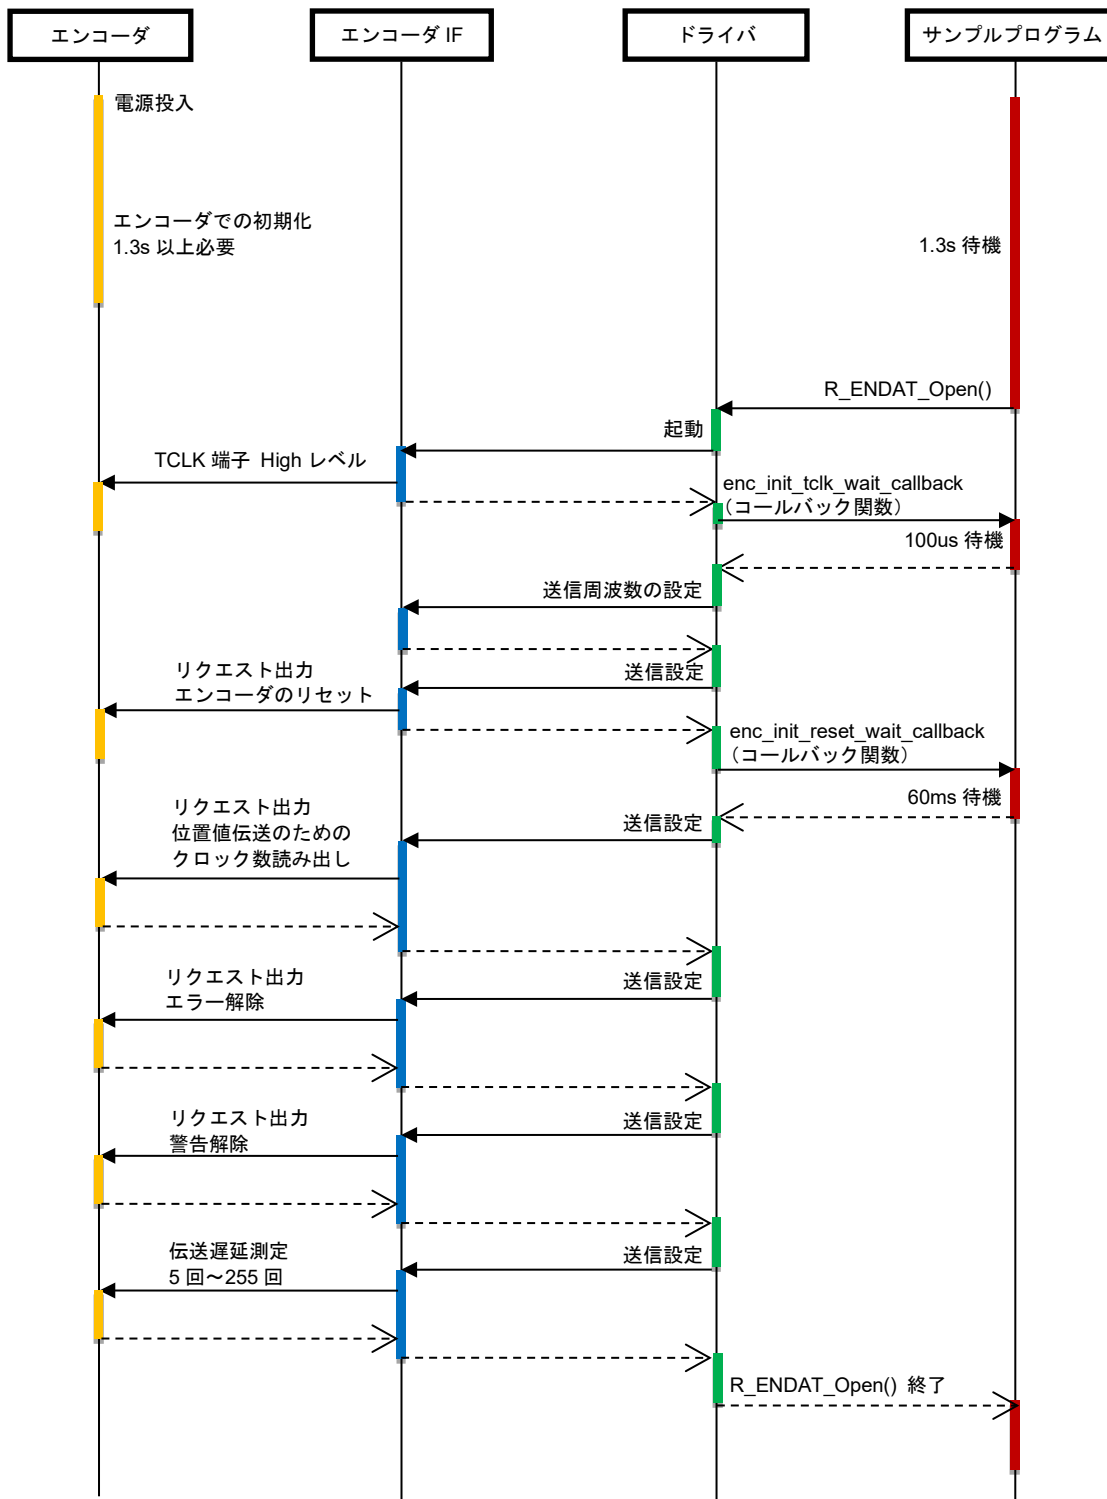 エンコーダ
エンコーダ IF
ドライバ
サンプルプログラム
電源投入
エンコーダでの初期化
1.3s 以上必要
1.3s 待機
R_ENDAT_Open()
起動
TCLK 端子 High レベル
enc_init_tclk_wait_callback
（コールバック関数）
100us 待機
送信周波数の設定
リクエスト出力
エンコーダのリセット
送信設定
enc_init_reset_wait_callback
（コールバック関数）
60ms 待機
リクエスト出力
位置値伝送のための
クロック数読み出し
送信設定
リクエスト出力
エラー解除
送信設定
リクエスト出力
警告解除
送信設定
伝送遅延測定
5 回～255 回
送信設定
R_ENDAT_Open() 終了